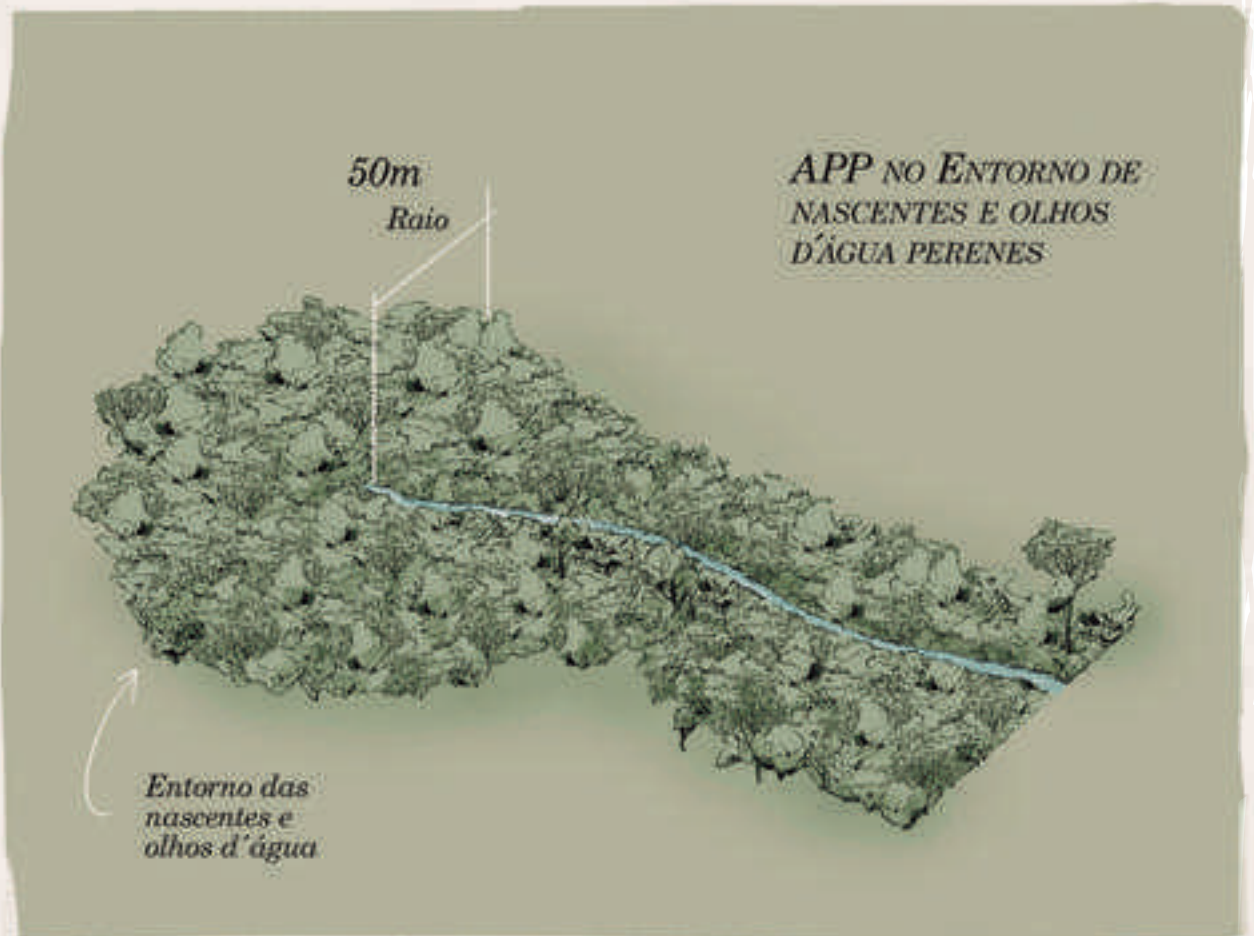 50m
Raio
APP NO ENTORNO DE
NASCENTES E OLHOS
D´ÁGUA PERENES
Entorno das
nascentes e
olhos d´água